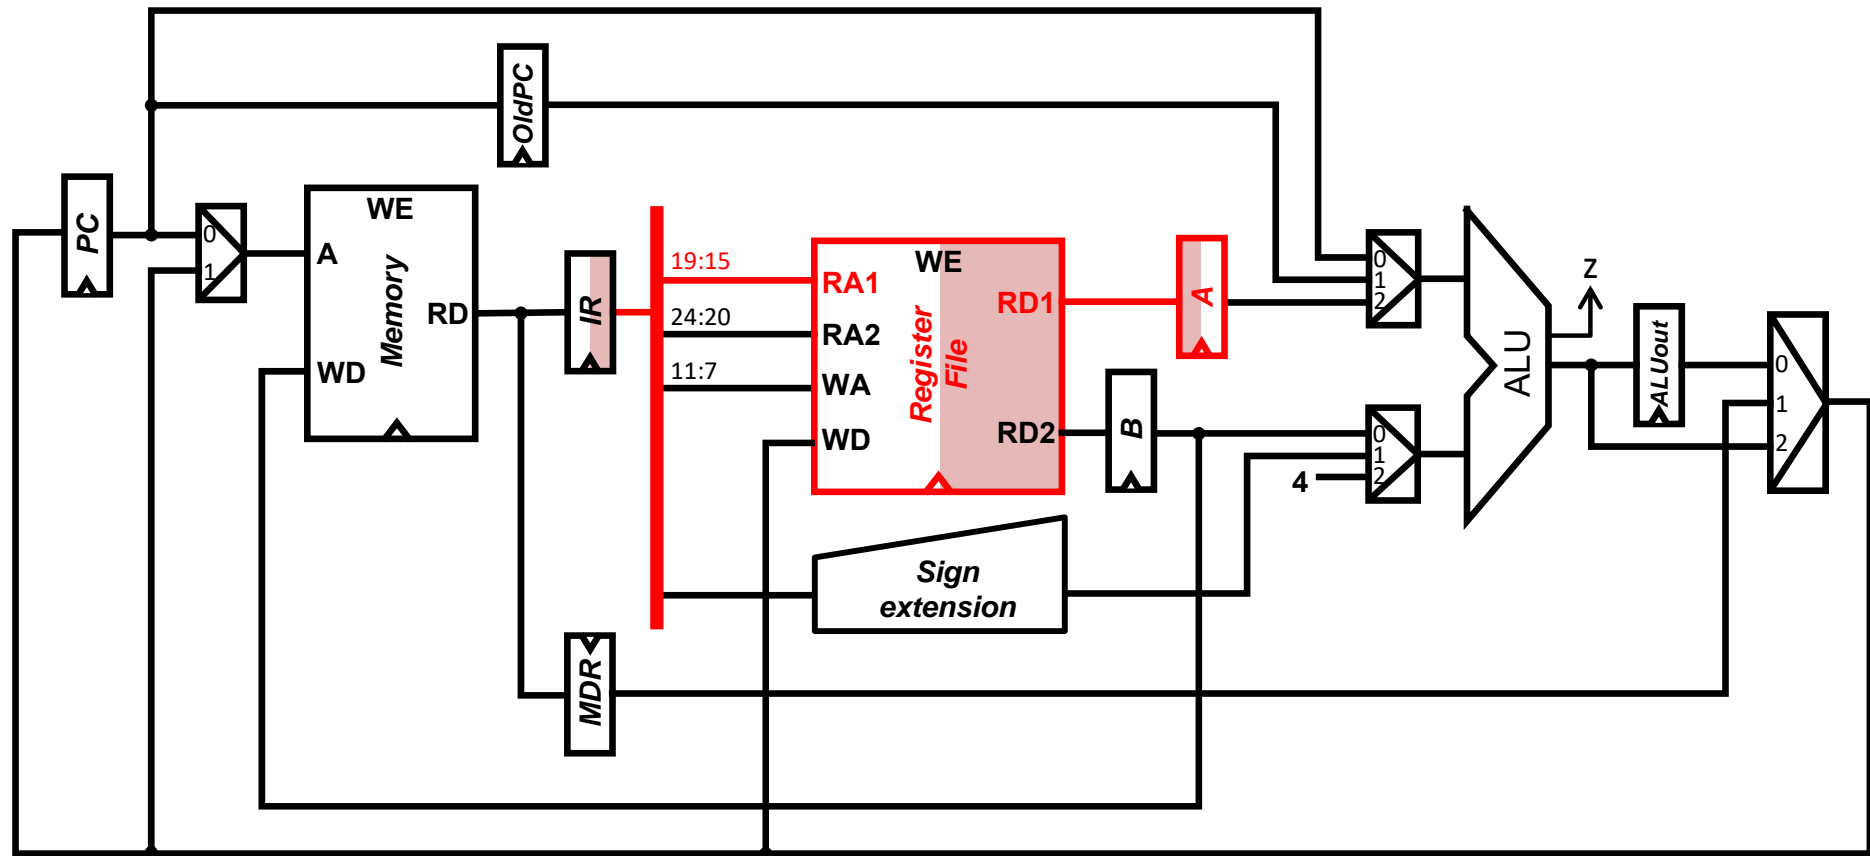 OldPC
PC
0
1
WE
A
Memory
RD
WD
IR
19:15
24:20
11:7
WE
RA1
RD1
RA2
Register
File
WA
WD
RD2
A
B
Sign
extension
MDR
0
1
2
0
1
2
4
ALU
Z
ALUout
0
1
2